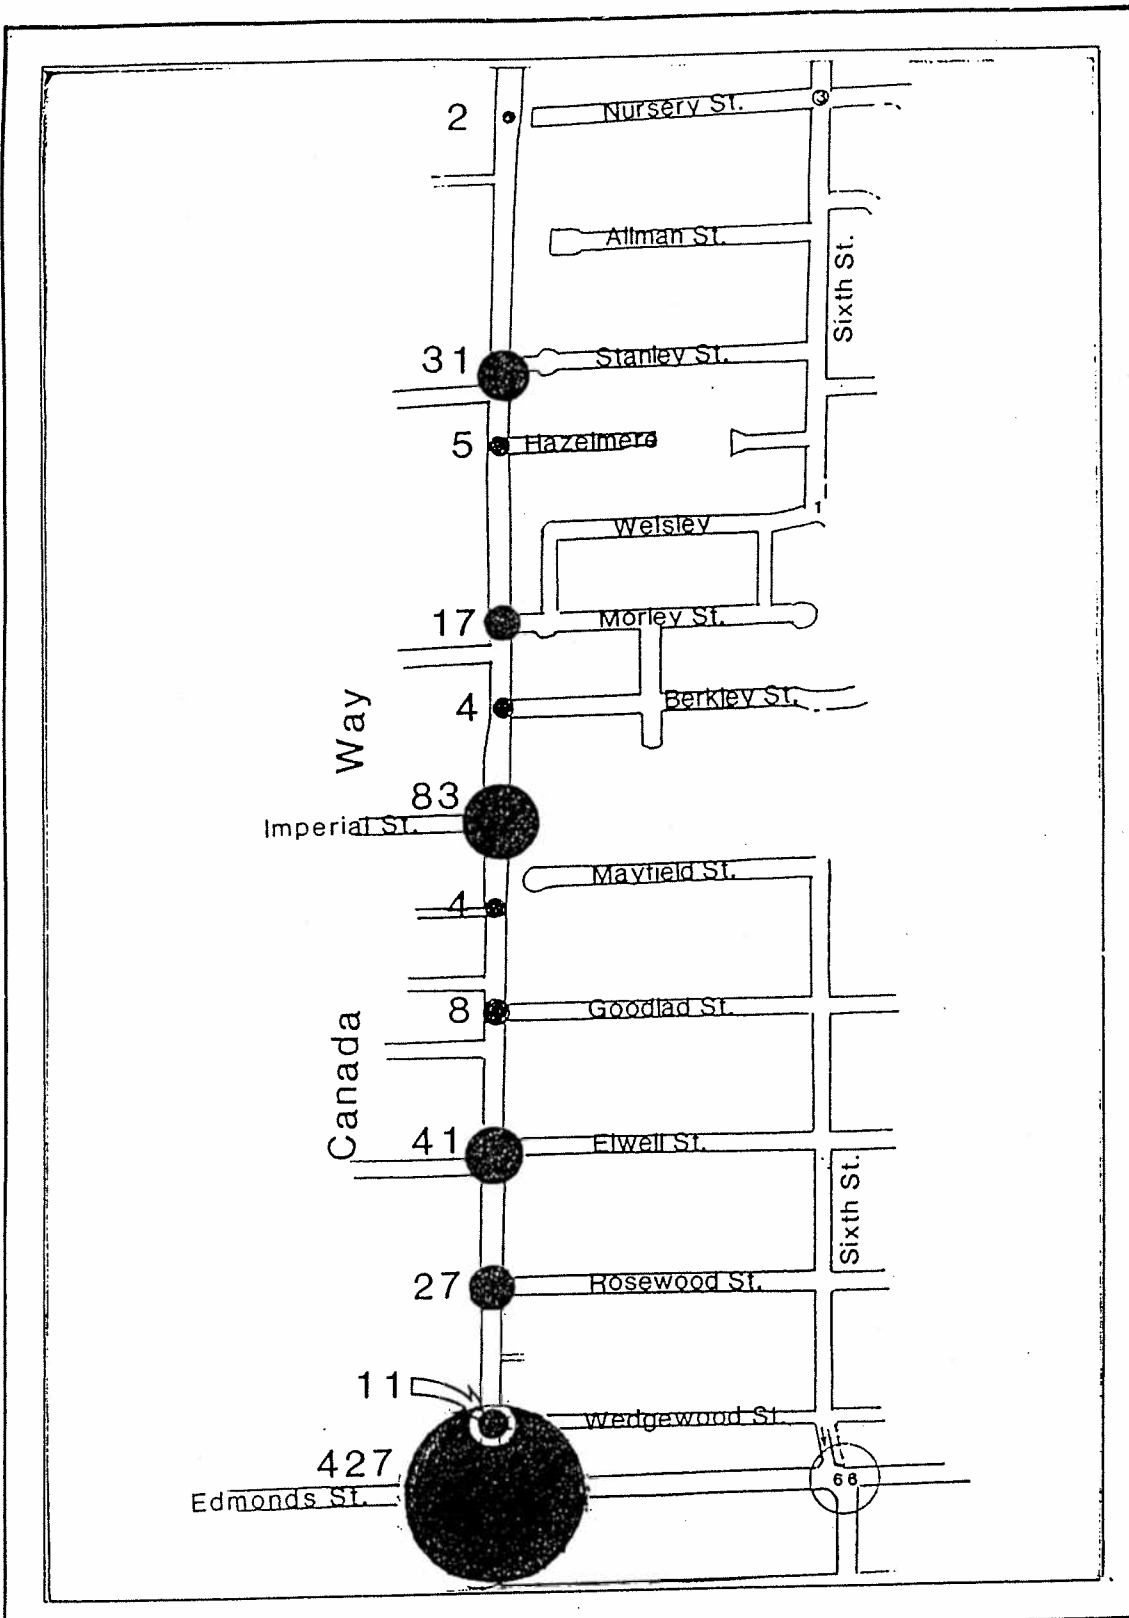 2
Nursery St.
3
Allman St.
Sixth St.
31
Stanley St.
5
Hazelmere
1
Welsley
17
Morley St.
4
Berkley St.
Canada Way
83
Imperial St.
Mayfield St.
4
8
Goodlad St.
41
Elwell St.
Sixth St.
27
Rosewood St.
11
Wedgewood St.
427
66
Edmonds St.